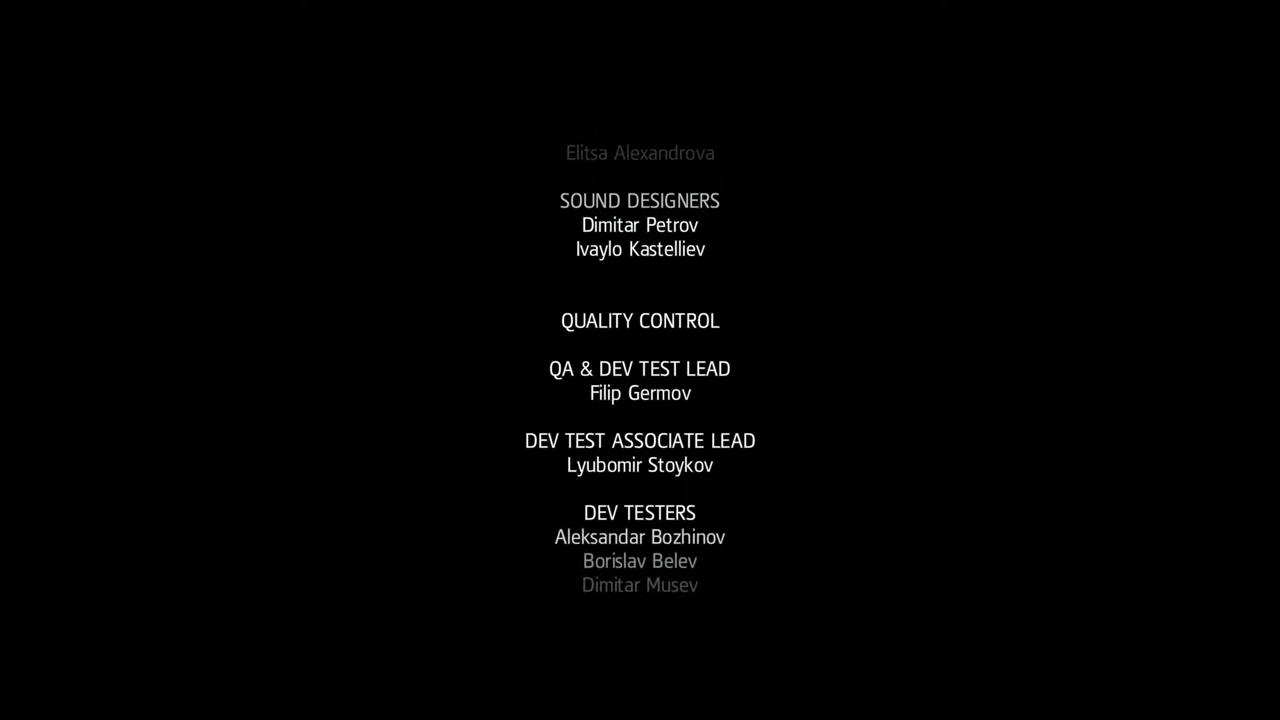 Elitsa Alexandrova
SOUND DESIGNERS
Dimitar Petrov
Ivaylo Kastelliev
QUALITY CONTROL
QA & DEV TEST LEAD
Filip Germov
DEV TEST ASSOCIATE LEAD
Lyubomir Stoykov
DEV TESTERS
Aleksandar Bozhinov
Borislav Belev
Dimitar Musev